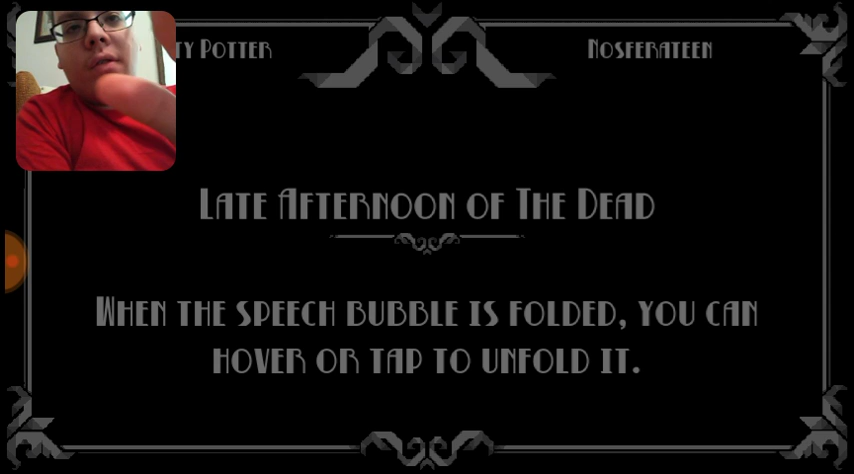 TY POTTER
NOSFERATEEN
LATE AFTERNOON OF THE DEAD
WHEN THE SPEECH BUBBLE IS FOLDED, YOU CAN
HOVER OR TAP TO UNFOLD IT.